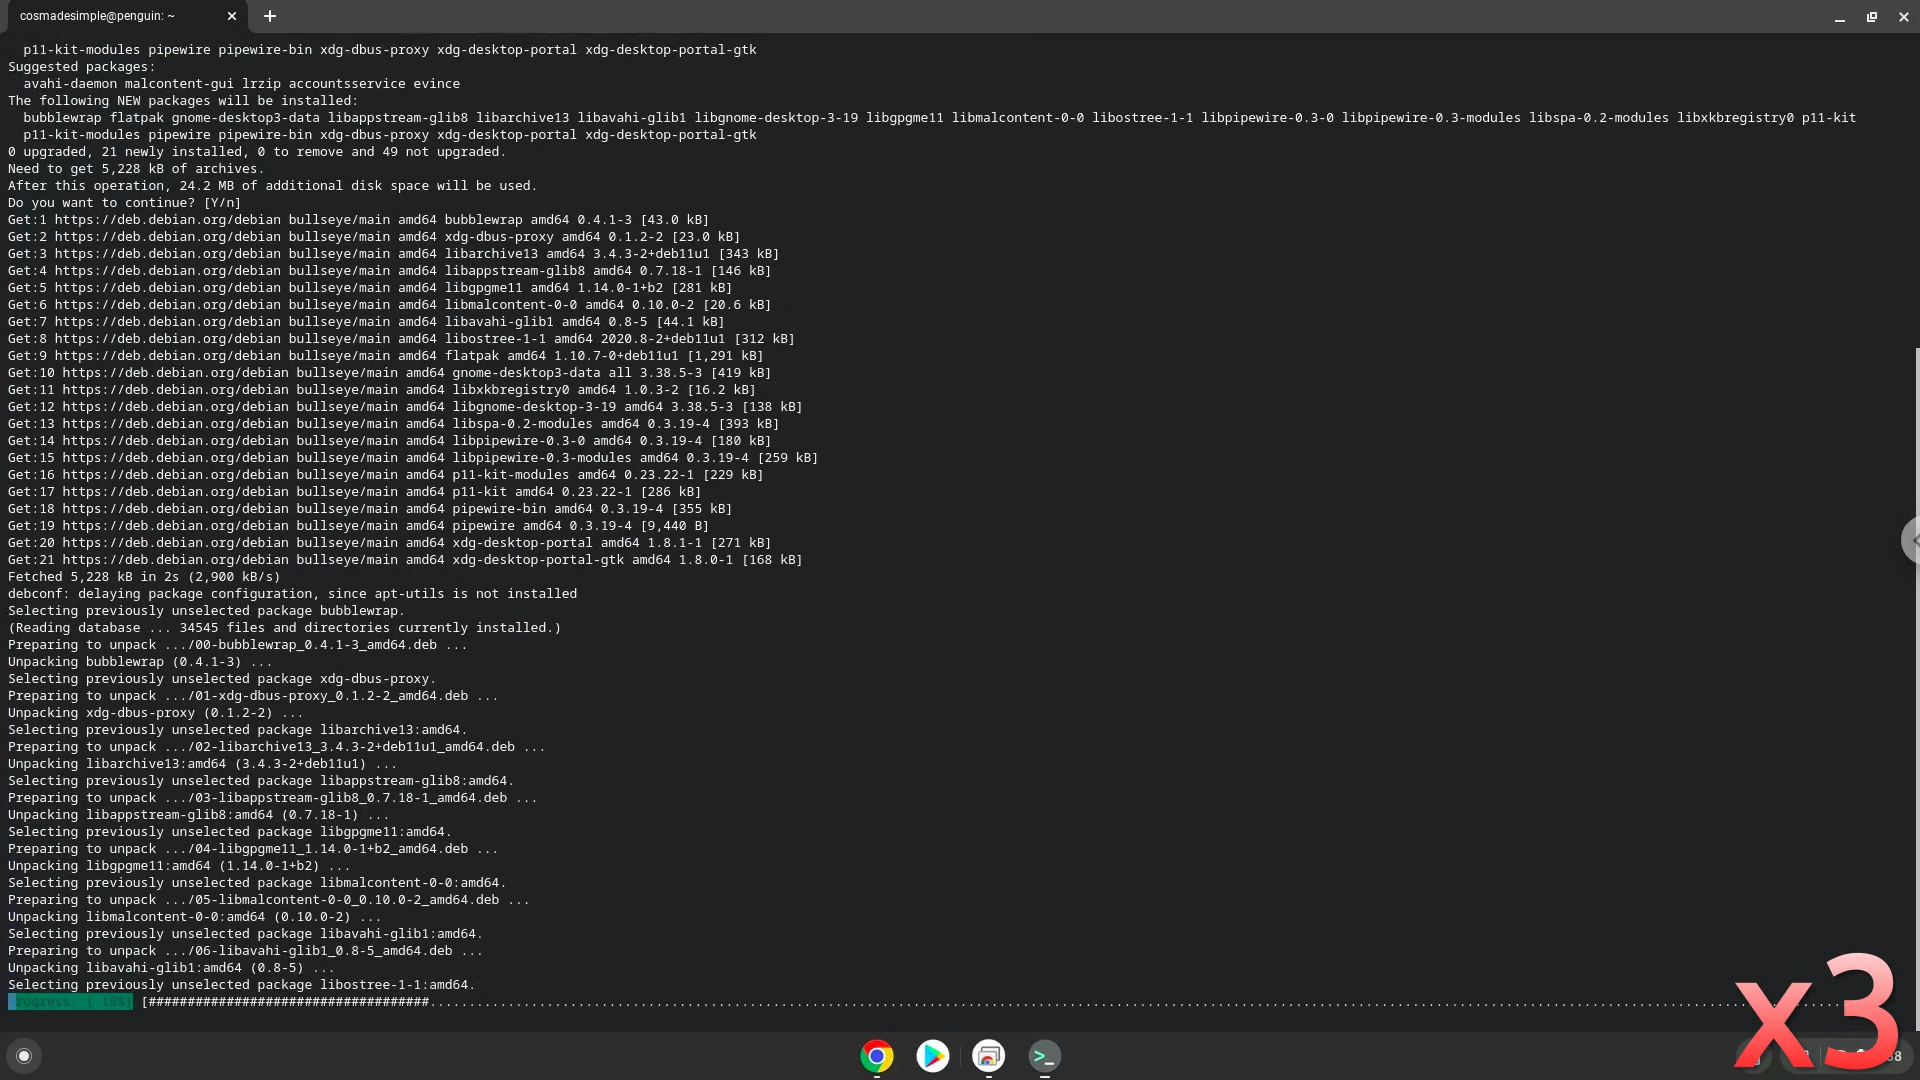 cosmadesimple@penguin: ~
p11-kit-modules pipewire pipewire-bin xdg-dbus-proxy xdg-desktop-portal xdg-desktop-portal-gtk
Suggested packages:
avahi-daemon malcontent-gui lrzip accountsservice evince
The following NEW packages will be installed:
bubblewrap flatpak gnome-desktop3-data libappstream-glib8 libarchive13 libavahi-glib1 libgnome-desktop-3-19 libgpgme11 libmalcontent-0-0 libostree-1-1 libpipewire-0.3-0 libpipewire-0.3-modules libspa-0.2-modules libxkbregistry0 p11-kit
p11-kit-modules pipewire pipewire-bin xdg-dbus-proxy xdg-desktop-portal xdg-desktop-portal-gtk
0 upgraded, 21 newly installed, 0 to remove and 49 not upgraded.
Need to get 5,228 kB of archives.
After this operation, 24.2 MB of additional disk space will be used.
Do you want to continue? [Y/n]
Get:1 https://deb.debian.org/debian bullseye/main amd64 bubblewrap amd64 0.4.1-3 [43.0 kB]
Get:2 https://deb.debian.org/debian bullseye/main amd64 xdg-dbus-proxy amd64 0.1.2-2 [23.0 kB]
Get:3 https://deb.debian.org/debian bullseye/main amd64 libarchive13 amd64 3.4.3-2+deb11u1 [343 kB]
Get:4 https://deb.debian.org/debian bullseye/main amd64 libappstream-glib8 amd64 0.7.18-1 [146 kB]
Get:5 https://deb.debian.org/debian bullseye/main amd64 libgpgme11 amd64 1.14.0-1+b2 [281 kB]
Get:6 https://deb.debian.org/debian bullseye/main amd64 libmalcontent-0-0 amd64 0.10.0-2 [20.6 kB]
Get:7 https://deb.debian.org/debian bullseye/main amd64 libavahi-glib1 amd64 0.8-5 [44.1 kB]
Get:8 https://deb.debian.org/debian bullseye/main amd64 libostree-1-1 amd64 2020.8-2+deb11u1 [312 kB]
Get:9 https://deb.debian.org/debian bullseye/main amd64 flatpak amd64 1.10.7-0+deb11u1 [1,291 kB]
Get:10 https://deb.debian.org/debian bullseye/main amd64 gnome-desktop3-data all 3.38.5-3 [419 kB]
Get:11 https://deb.debian.org/debian bullseye/main amd64 libxkbregistry0 amd64 1.0.3-2 [16.2 kB]
Get:12 https://deb.debian.org/debian bullseye/main amd64 libgnome-desktop-3-19 amd64 3.38.5-3 [138 kB]
Get:13 https://deb.debian.org/debian bullseye/main amd64 libspa-0.2-modules amd64 0.3.19-4 [393 kB]
Get:14 https://deb.debian.org/debian bullseye/main amd64 libpipewire-0.3-0 amd64 0.3.19-4 [180 kB]
Get:15 https://deb.debian.org/debian bullseye/main amd64 libpipewire-0.3-modules amd64 0.3.19-4 [259 kB]
Get:16 https://deb.debian.org/debian bullseye/main amd64 p11-kit-modules amd64 0.23.22-1 [229 kB]
Get:17 https://deb.debian.org/debian bullseye/main amd64 p11-kit amd64 0.23.22-1 [286 kB]
Get:18 https://deb.debian.org/debian bullseye/main amd64 pipewire-bin amd64 0.3.19-4 [355 kB]
Get:19 https://deb.debian.org/debian bullseye/main amd64 pipewire amd64 0.3.19-4 [9,440 B]
Get:20 https://deb.debian.org/debian bullseye/main amd64 xdg-desktop-portal amd64 1.8.1-1 [271 kB]
Get:21 https://deb.debian.org/debian bullseye/main amd64 xdg-desktop-portal-gtk amd64 1.8.0-1 [168 kB]
Fetched 5,228 kB in 2s (2,900 kB/s)
debconf: delaying package configuration, since apt-utils is not installed
Selecting previously unselected package bubblewrap.
(Reading database ... 34545 files and directories currently installed.)
Preparing to unpack .../00-bubblewrap_0.4.1-3_amd64.deb ...
Unpacking bubblewrap (0.4.1-3) ...
Selecting previously unselected package xdg-dbus-proxy.
Preparing to unpack .../01-xdg-dbus-proxy_0.1.2-2_amd64.deb ...
Unpacking xdg-dbus-proxy (0.1.2-2) ...
Selecting previously unselected package libarchive13:amd64.
Preparing to unpack .../02-libarchive13_3.4.3-2+deb11u1_amd64.deb ...
Unpacking libarchive13:amd64 (3.4.3-2+deb11u1) ...
Selecting previously unselected package libappstream-glib8:amd64.
Preparing to unpack .../03-libappstream-glib8_0.7.18-1_amd64.deb ...
Unpacking libappstream-glib8:amd64 (0.7.18-1) ...
Selecting previously unselected package libgpgme11:amd64.
Preparing to unpack .../04-libgpgme11_1.14.0-1+b2_amd64.deb ...
Unpacking libgpgme11:amd64 (1.14.0-1+b2) ...
Selecting previously unselected package libmalcontent-0-0:amd64.
Preparing to unpack .../05-libmalcontent-0-0_0.10.0-2_amd64.deb ...
Unpacking libmalcontent-0-0:amd64 (0.10.0-2) ...
Selecting previously unselected package libavahi-glib1:amd64.
Preparing to unpack .../06-libavahi-glib1_0.8-5_amd64.deb ...
Unpacking libavahi-glib1:amd64 (0.8-5) ...
Selecting previously unselected package libostree-1-1:amd64.
x3